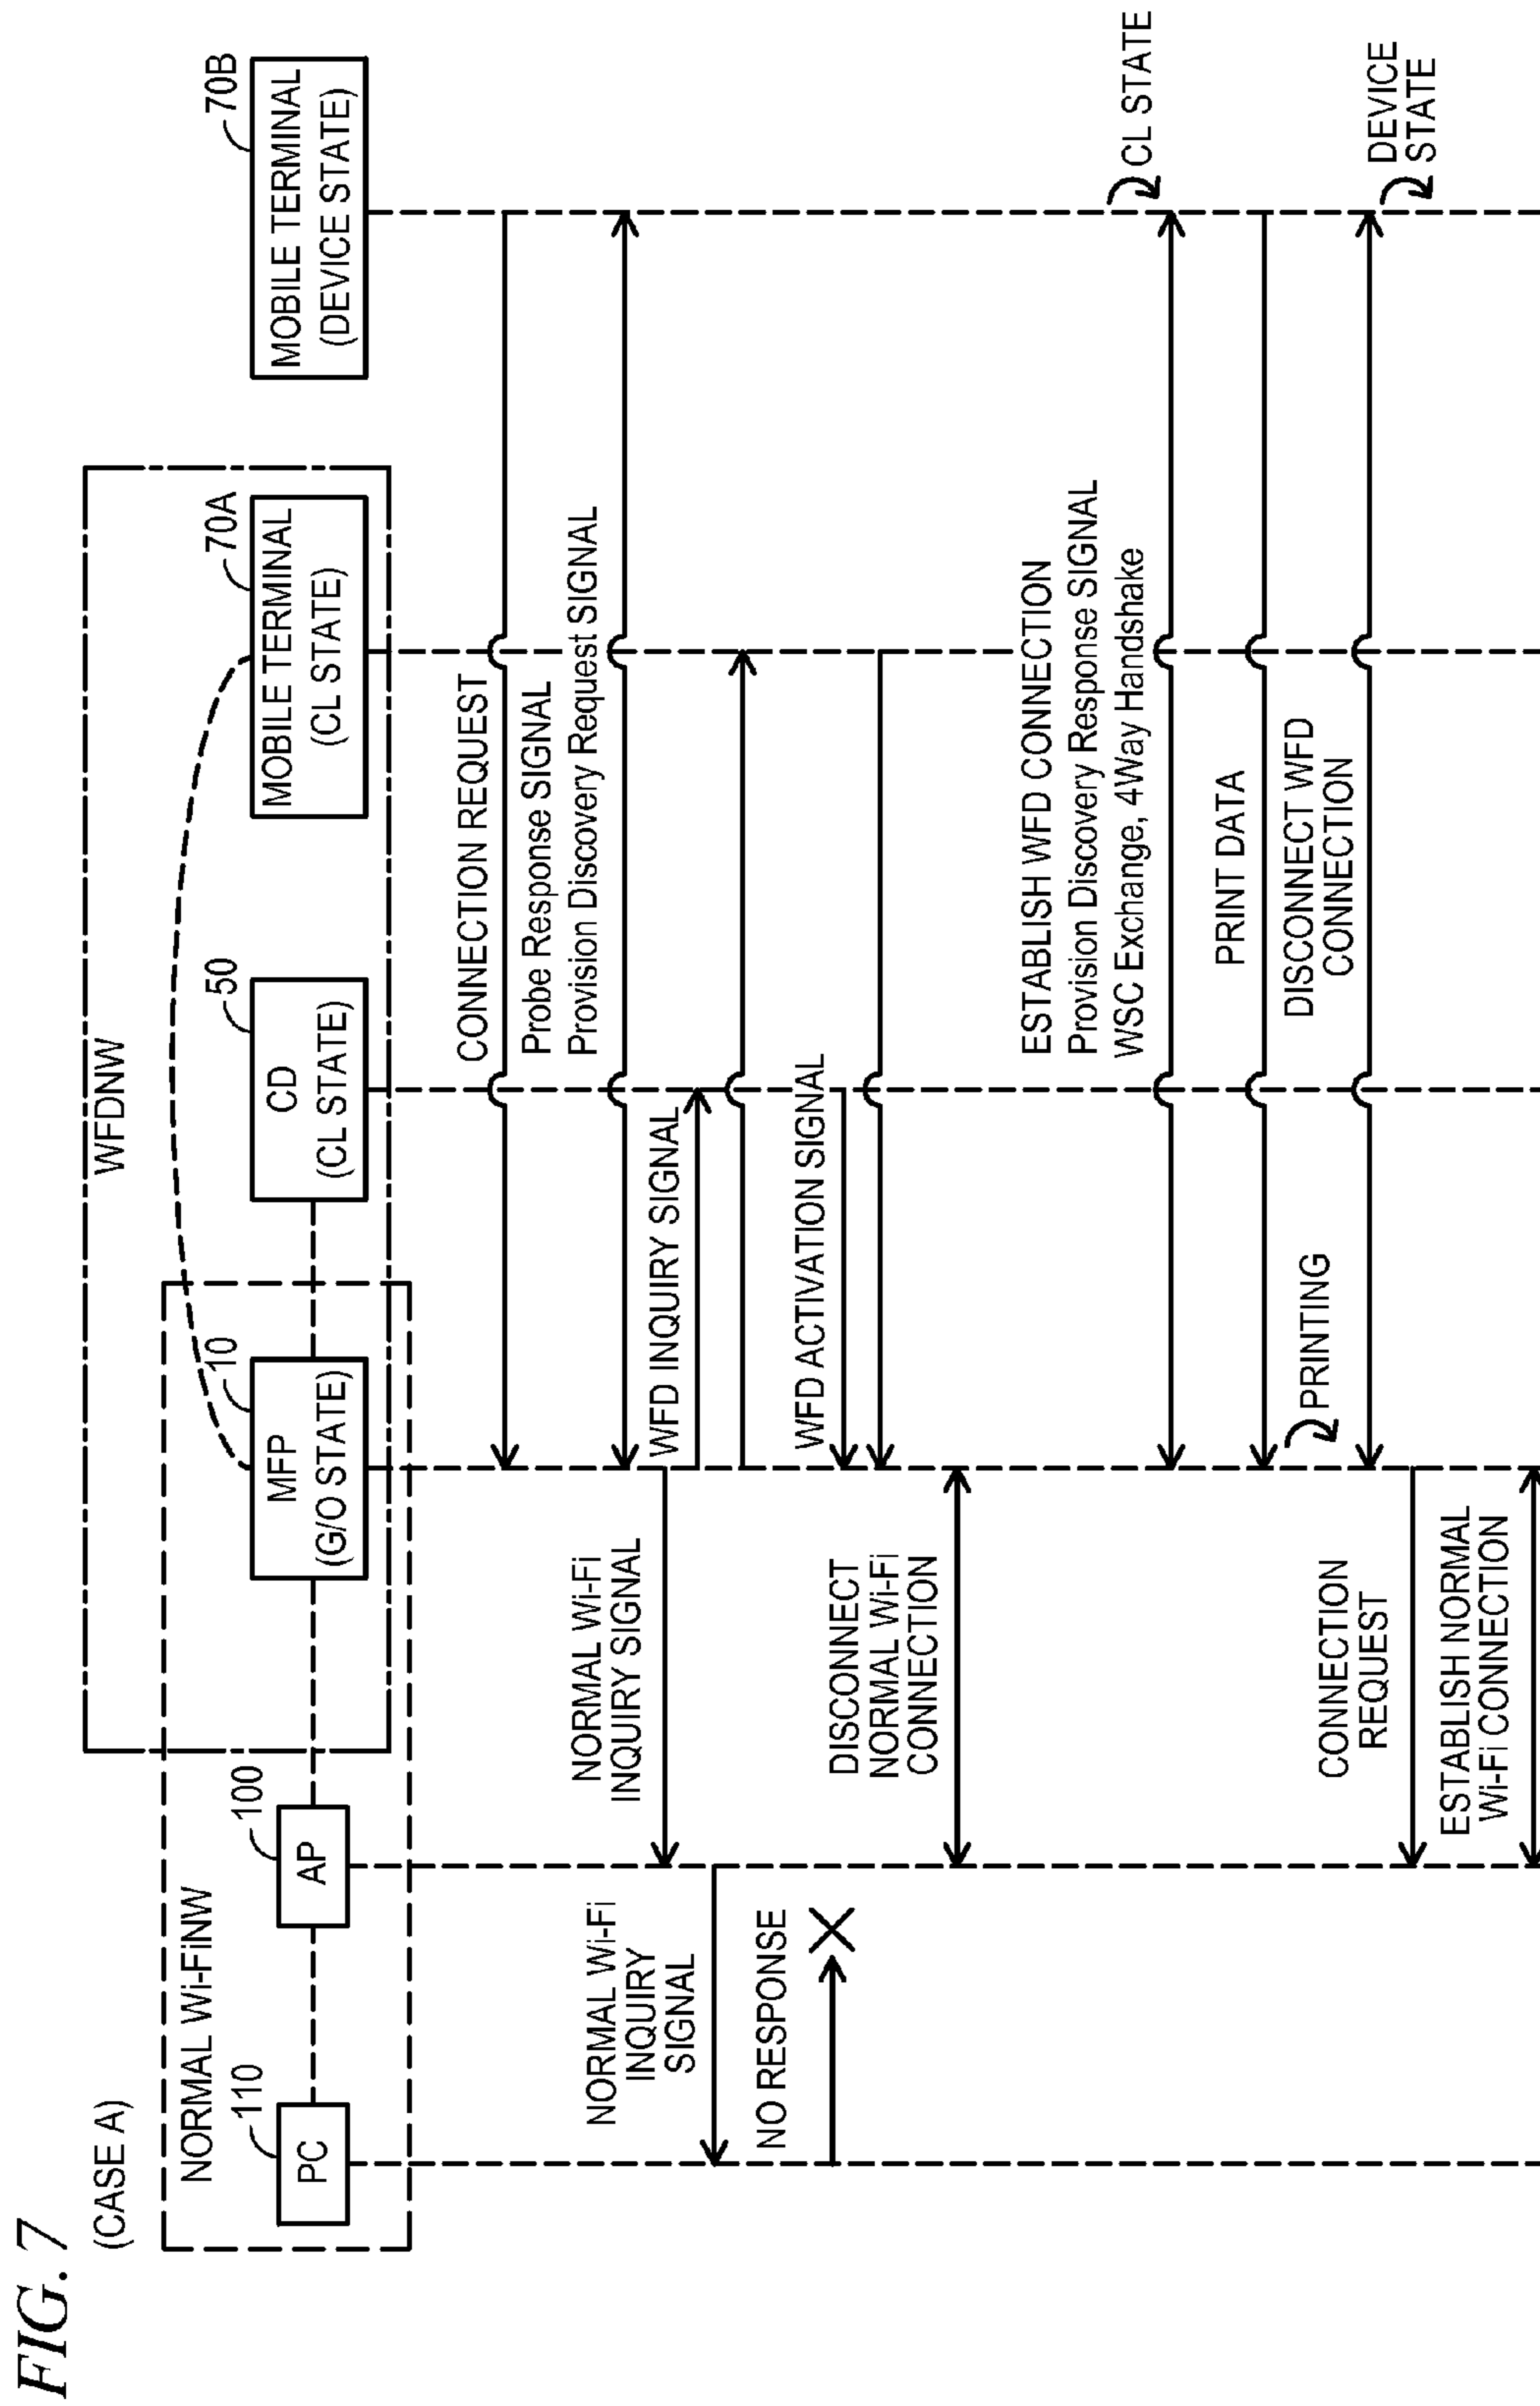 FIG. 7
(CASE A)
NORMAL Wi-FiNW
WFDNW
110
PC
100
AP
10
MFP
(G/O STATE)
50
CD
(CL STATE)
70A
MOBILE TERMINAL
(CL STATE)
70B
MOBILE TERMINAL
(DEVICE STATE)
CONNECTION REQUEST
Probe Response SIGNAL
Provision Discovery Request SIGNAL
NORMAL Wi-Fi
INQUIRY SIGNAL
WFD INQUIRY SIGNAL
NORMAL Wi-Fi
INQUIRY
SIGNAL
WFD ACTIVATION SIGNAL
NO RESPONSE
DISCONNECT
NORMAL Wi-Fi
CONNECTION
ESTABLISH WFD CONNECTION
Provision Discovery Response SIGNAL
WSC Exchange, 4Way Handshake
CL STATE
PRINT DATA
PRINTING
DISCONNECT WFD
CONNECTION
DEVICE
STATE
CONNECTION
REQUEST
ESTABLISH NORMAL
Wi-Fi CONNECTION